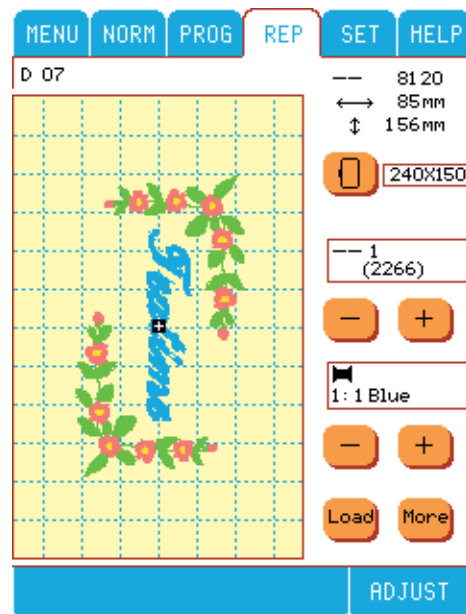 MENU NORM PROG REP SET HELP
D 07
8120
85MM
156MM
240X150
1
(2266)
- +
1:1 Blue
- +
Load More
ADJUST